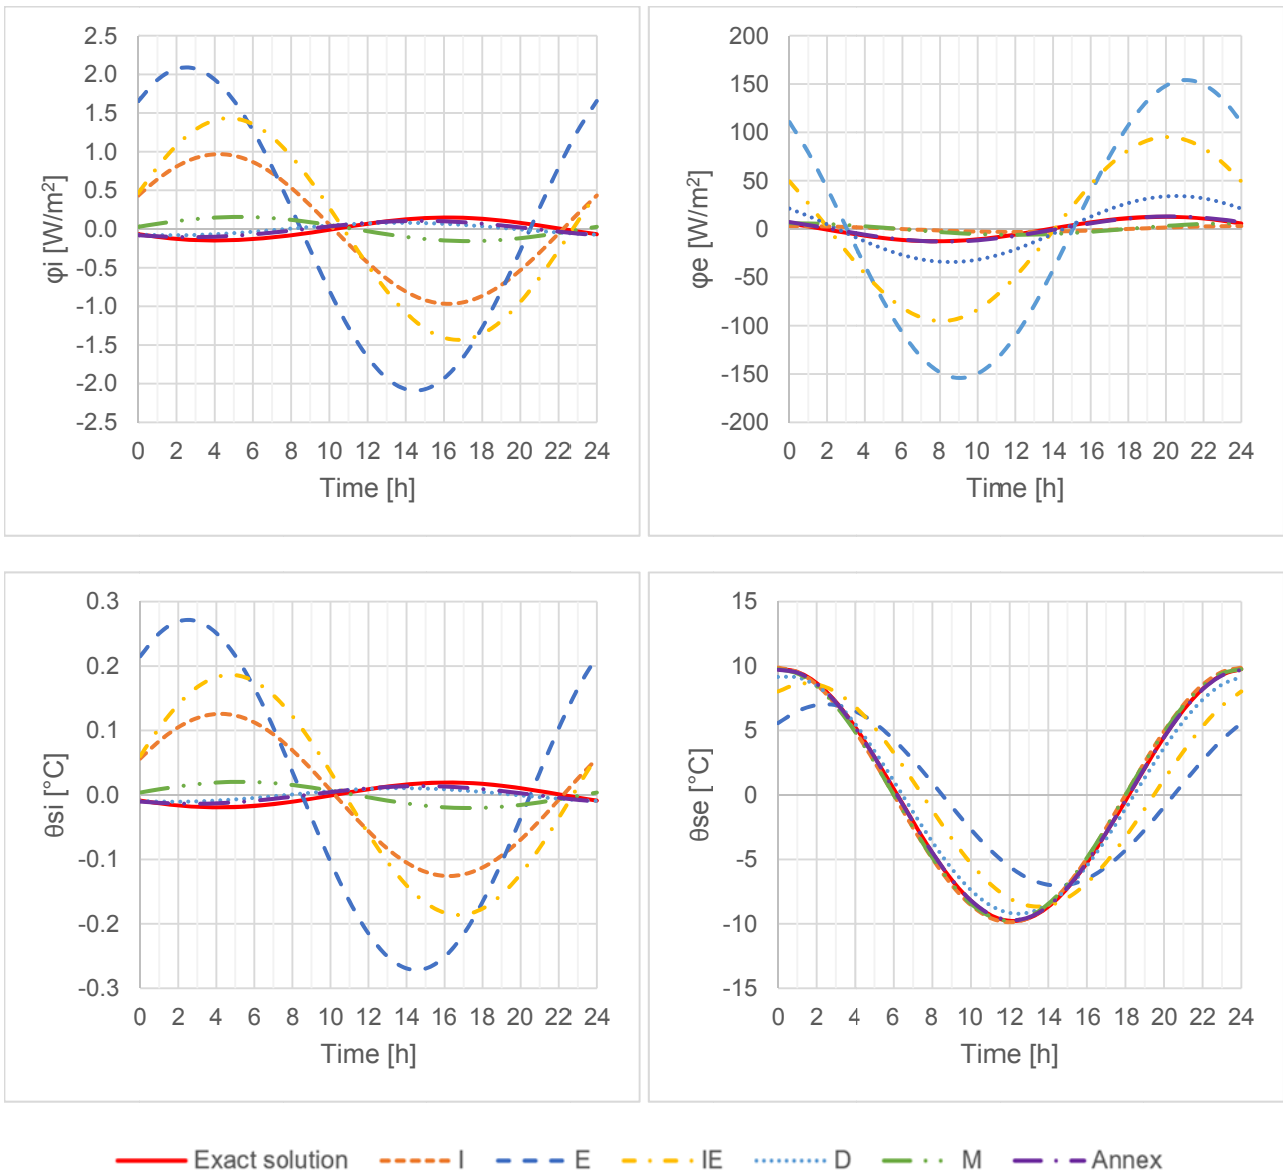 2.5
2.0
1.5
1.0
0.5
0.0
-0.5
-1.0
-1.5
-2.0
-2.5
φi [W/m²]
0 2 4 6 8 10 12 14 16 18 20 22 24
Time [h]
200
150
100
50
0
-50
-100
-150
-200
φe [W/m²]
0 2 4 6 8 10 12 14 16 18 20 22 24
Time [h]
0.3
0.2
0.1
0.0
-0.1
-0.2
-0.3
θsi [°C]
0 2 4 6 8 10 12 14 16 18 20 22 24
Time [h]
15
10
5
0
-5
-10
-15
θse [°C]
0 2 4 6 8 10 12 14 16 18 20 22 24
Time [h]
Exact solution I E IE D M Annex